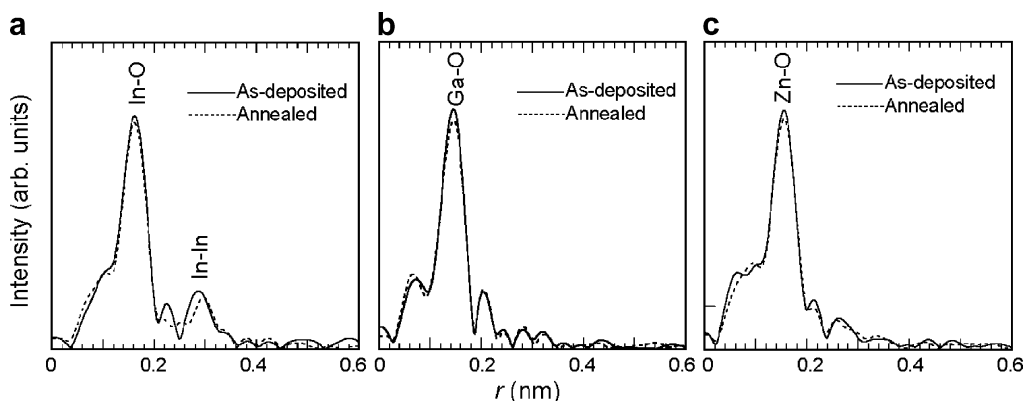 a
b
c
In–O
As-deposited
Annealed
In-In
Ga–O
As-deposited
Annealed
Zn–O
As-deposited
Annealed
Intensity (arb. units)
0 0.2 0.4 0.6
0 0.2 0.4 0.6
0 0.2 0.4 0.6
r (nm)